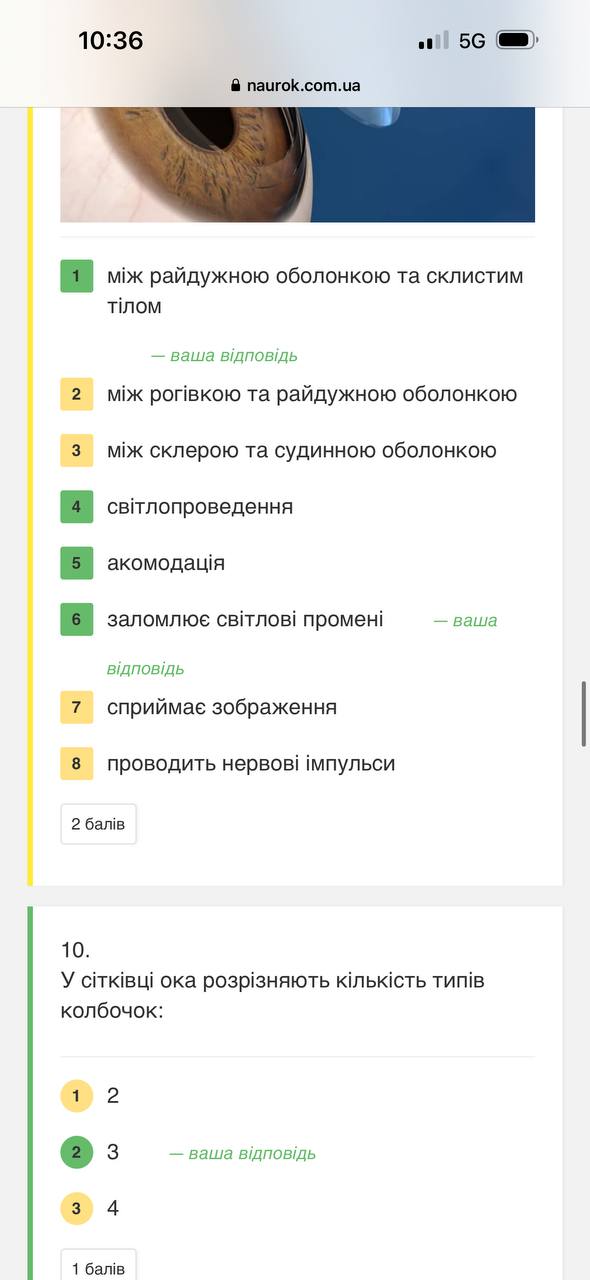 10:36
5G
naurok.com.ua
1 між райдужною оболонкою та склистим
тілом
— ваша відповідь
2 між рогівкою та райдужною оболонкою
3 між склерою та судинною оболонкою
4 світлопроведення
5 акомодація
6 заломлює світлові промені — ваша
відповідь
7 сприймає зображення
8 проводить нервові імпульси
2 балів
10.
У сітківці ока розрізняють кількість типів
колбочок:
1 2
2 3 — ваша відповідь
3 4
1 балів